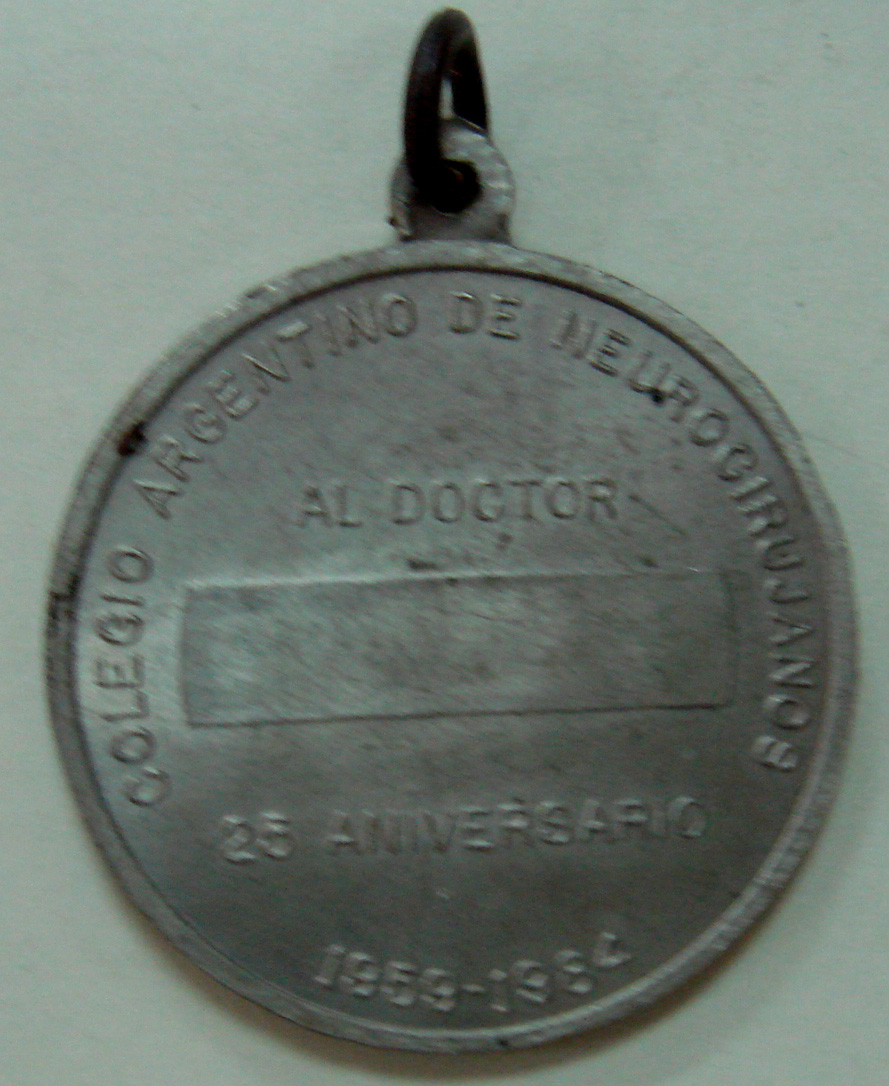 COLEGIO ARGENTINO DE NEUROCIRUJANOS
AL DOCTOR
25 ANIVERSARIO
1959-1984